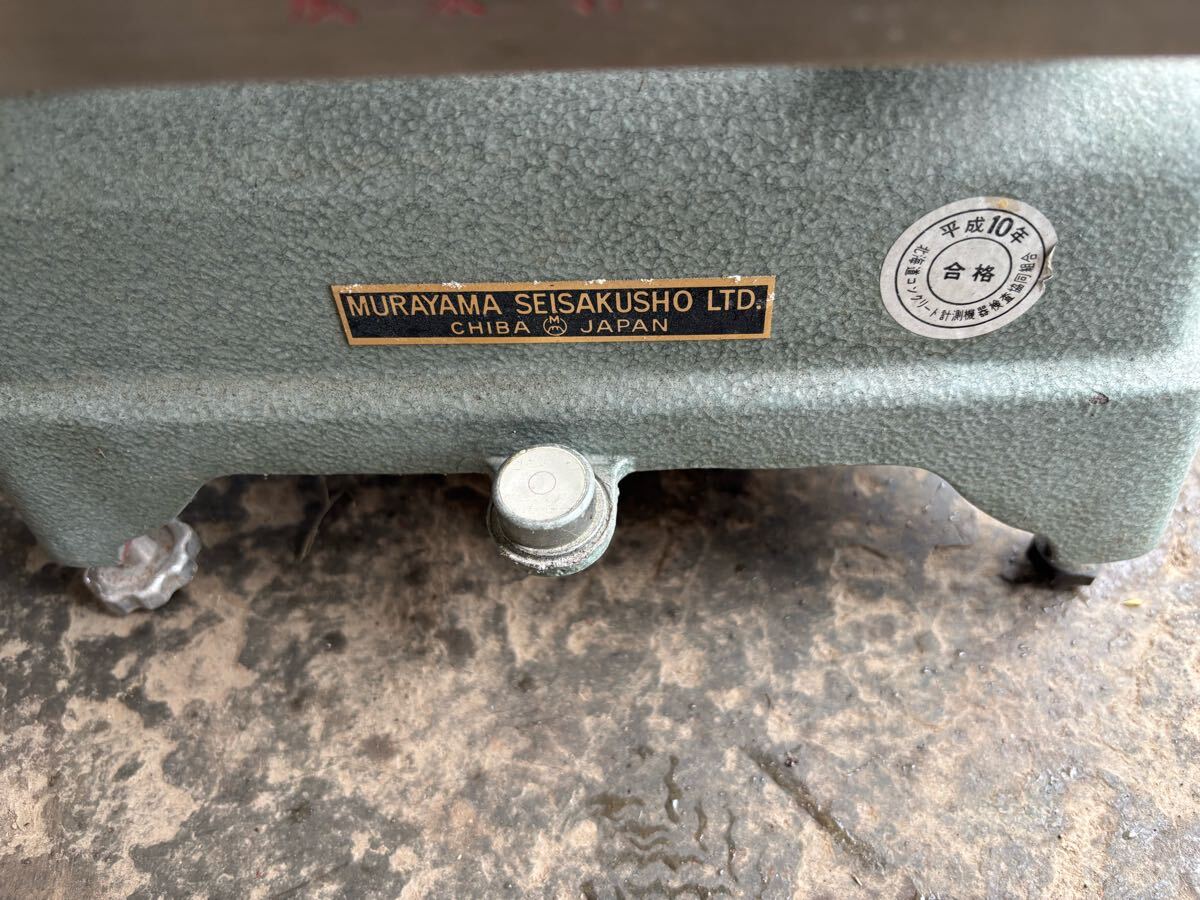 MURAYAMA SEISAKUSHO LTD.
CHIBA M JAPAN
平成10年
合格
北海道コンクリート計測機器検査協同組合